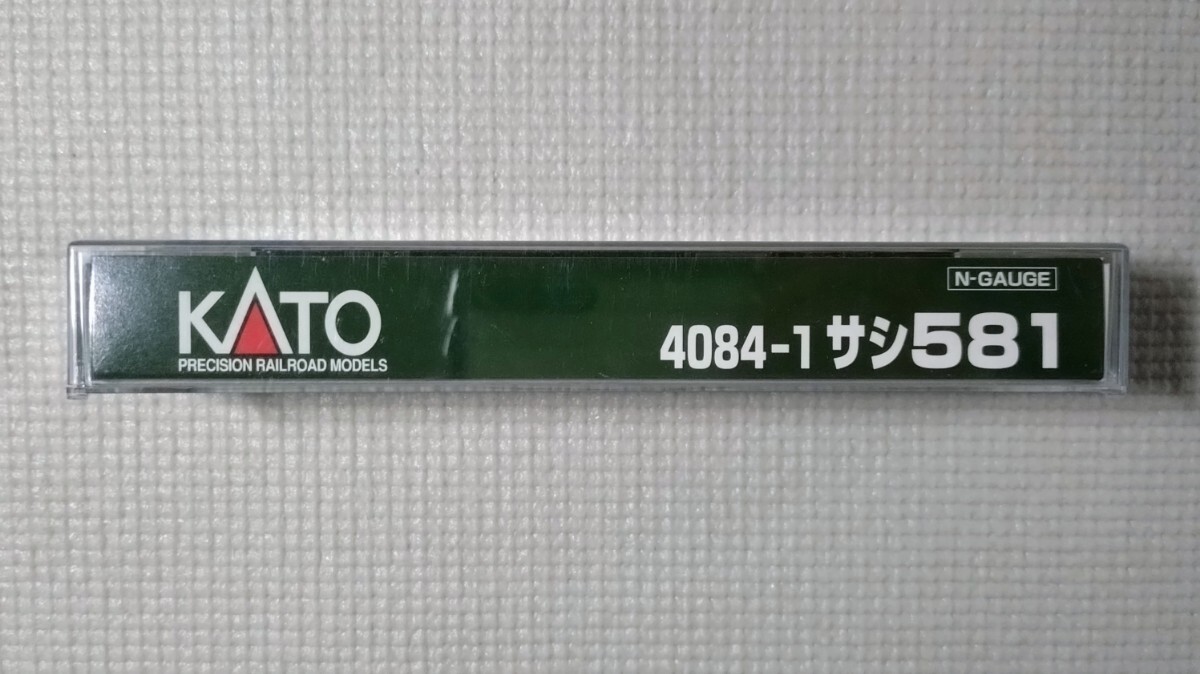 KATO
PRECISION RAILROAD MODELS
N-GAUGE
4084-1 サシ581